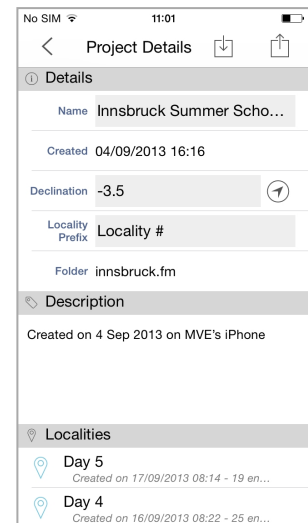 No SIM 11:01
Project Details
Details
Name Innsbruck Summer Scho...
Created 04/09/2013 16:16
Declination -3.5
Locality
Prefix Locality #
Folder innsbruck.fm
Description
Created on 4 Sep 2013 on MVE's iPhone
Localities
Day 5
Created on 17/09/2013 08:14 - 19 en...
Day 4
Created on 16/09/2013 08:22 - 25 en...